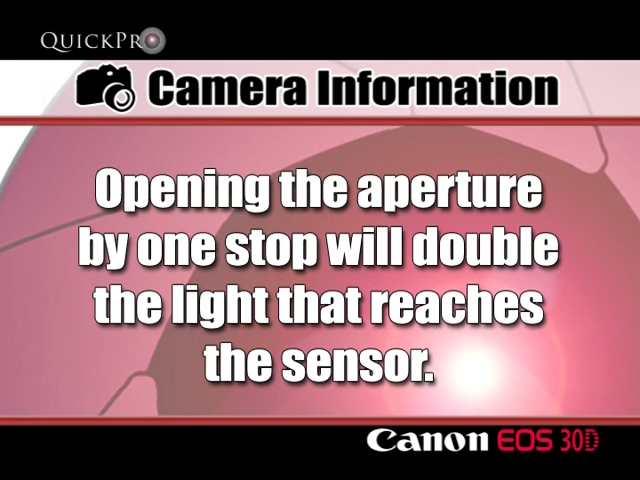 QUICKPRO
Camera Information
Opening the aperture
by one stop will double
the light that reaches
the sensor.
Canon EOS 30D